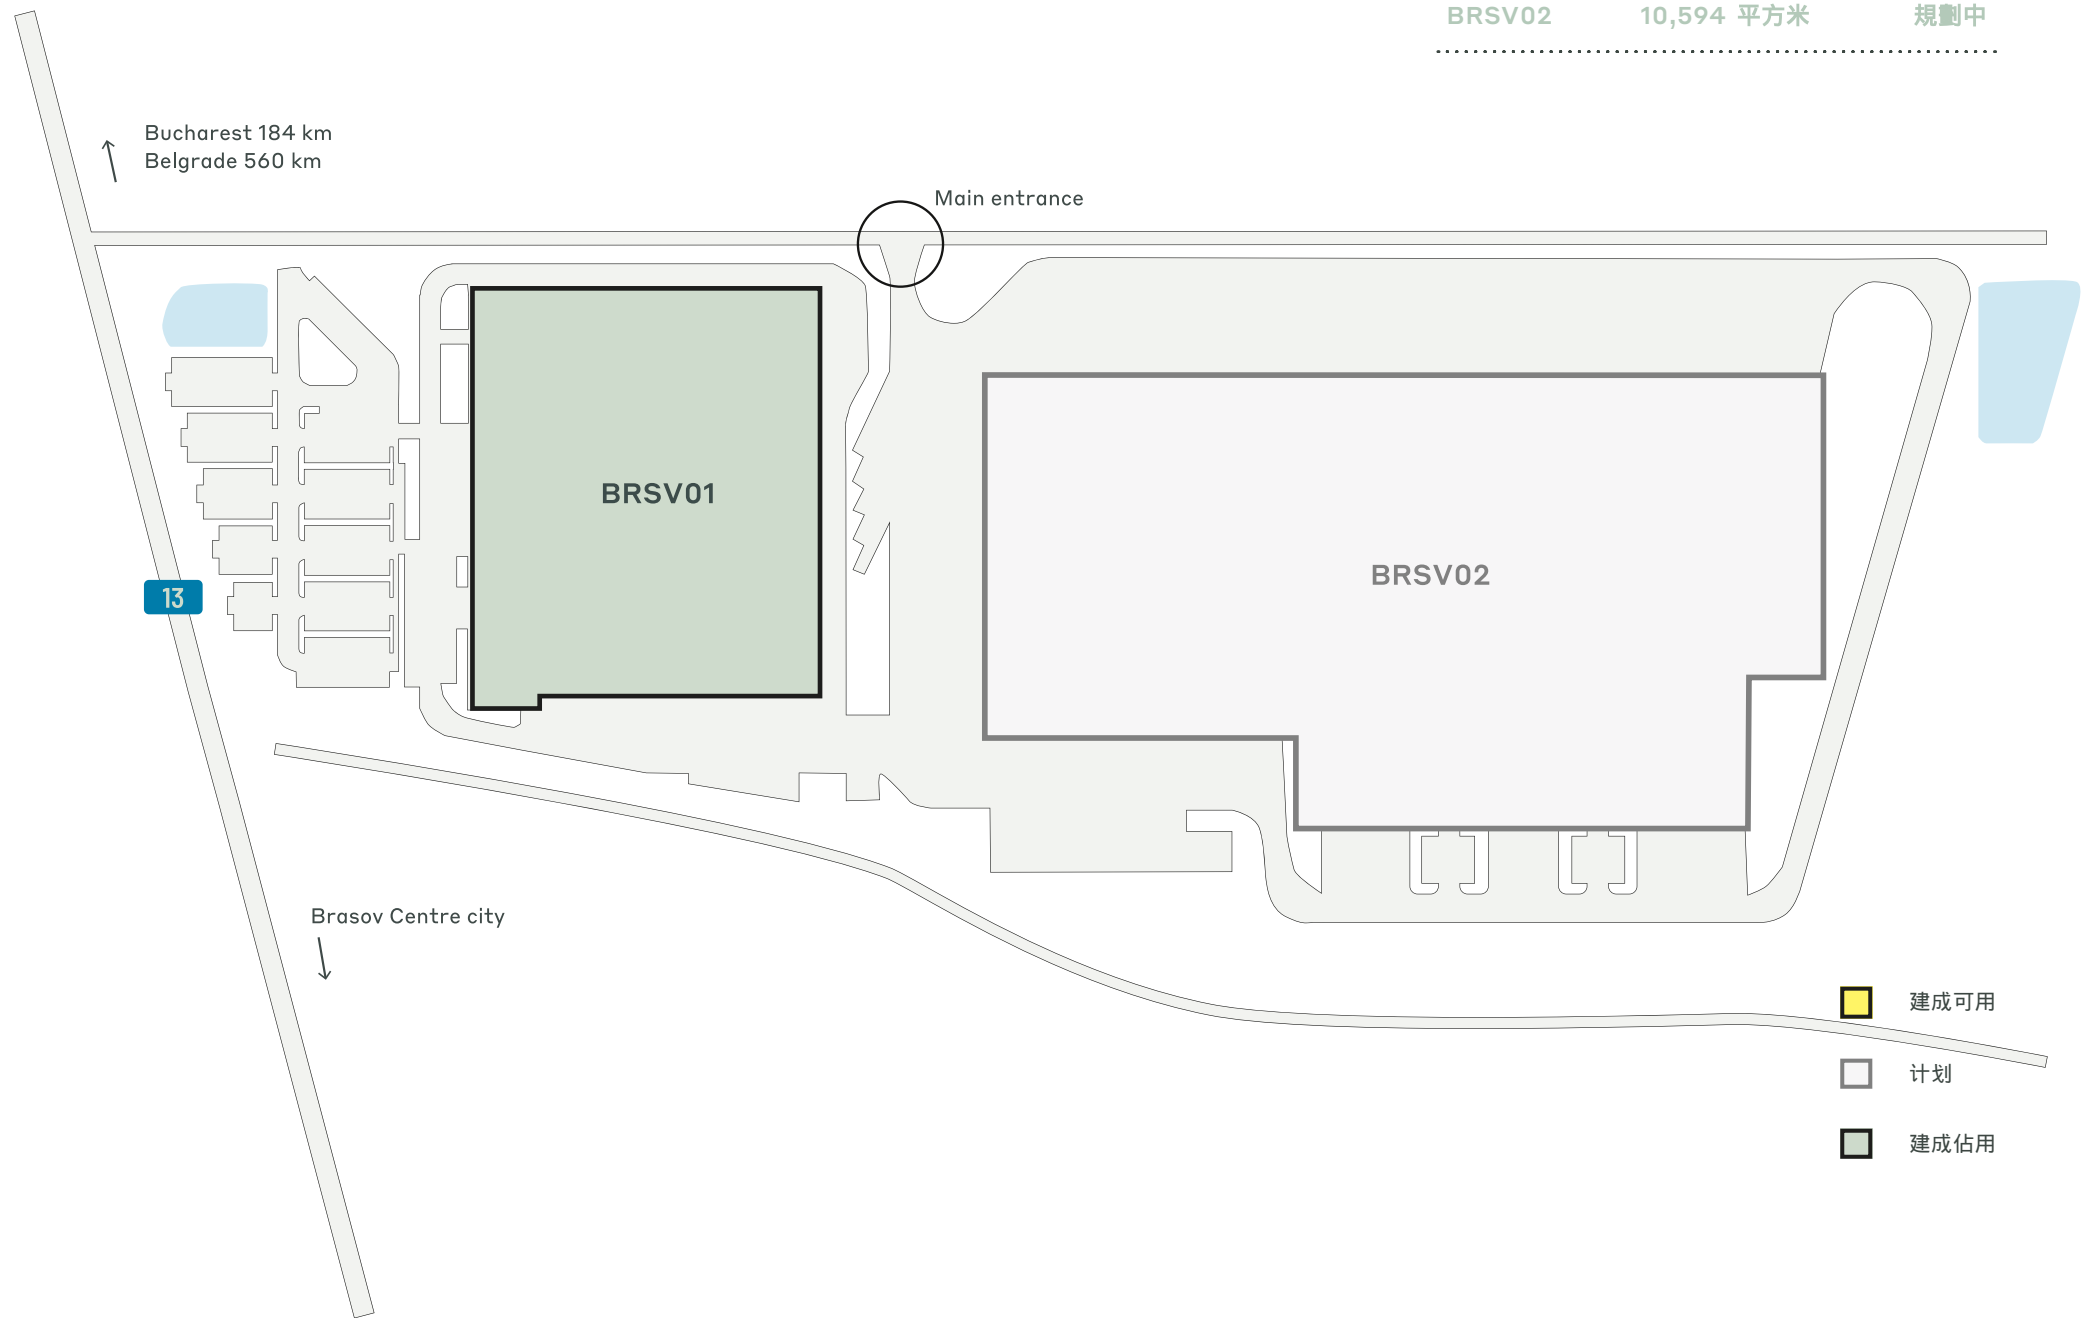 BRSV02 10,594 平方米 規劃中
Bucharest 184 km
Belgrade 560 km
Main entrance
BRSV01
BRSV02
13
Brasov Centre city
建成可用
计划
建成佔用